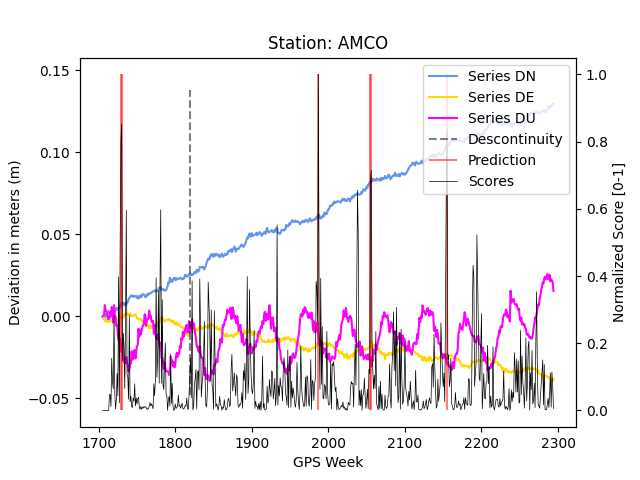 Station: AMCO
Deviation in meters (m)
0.15
0.10
0.05
0.00
−0.05
1700 1800 1900 2000 2100 2200 2300
GPS Week
1.0
0.8
0.6
0.4
0.2
0.0
Normalized Score [0-1]
Series DN
Series DE
Series DU
Descontinuity
Prediction
Scores